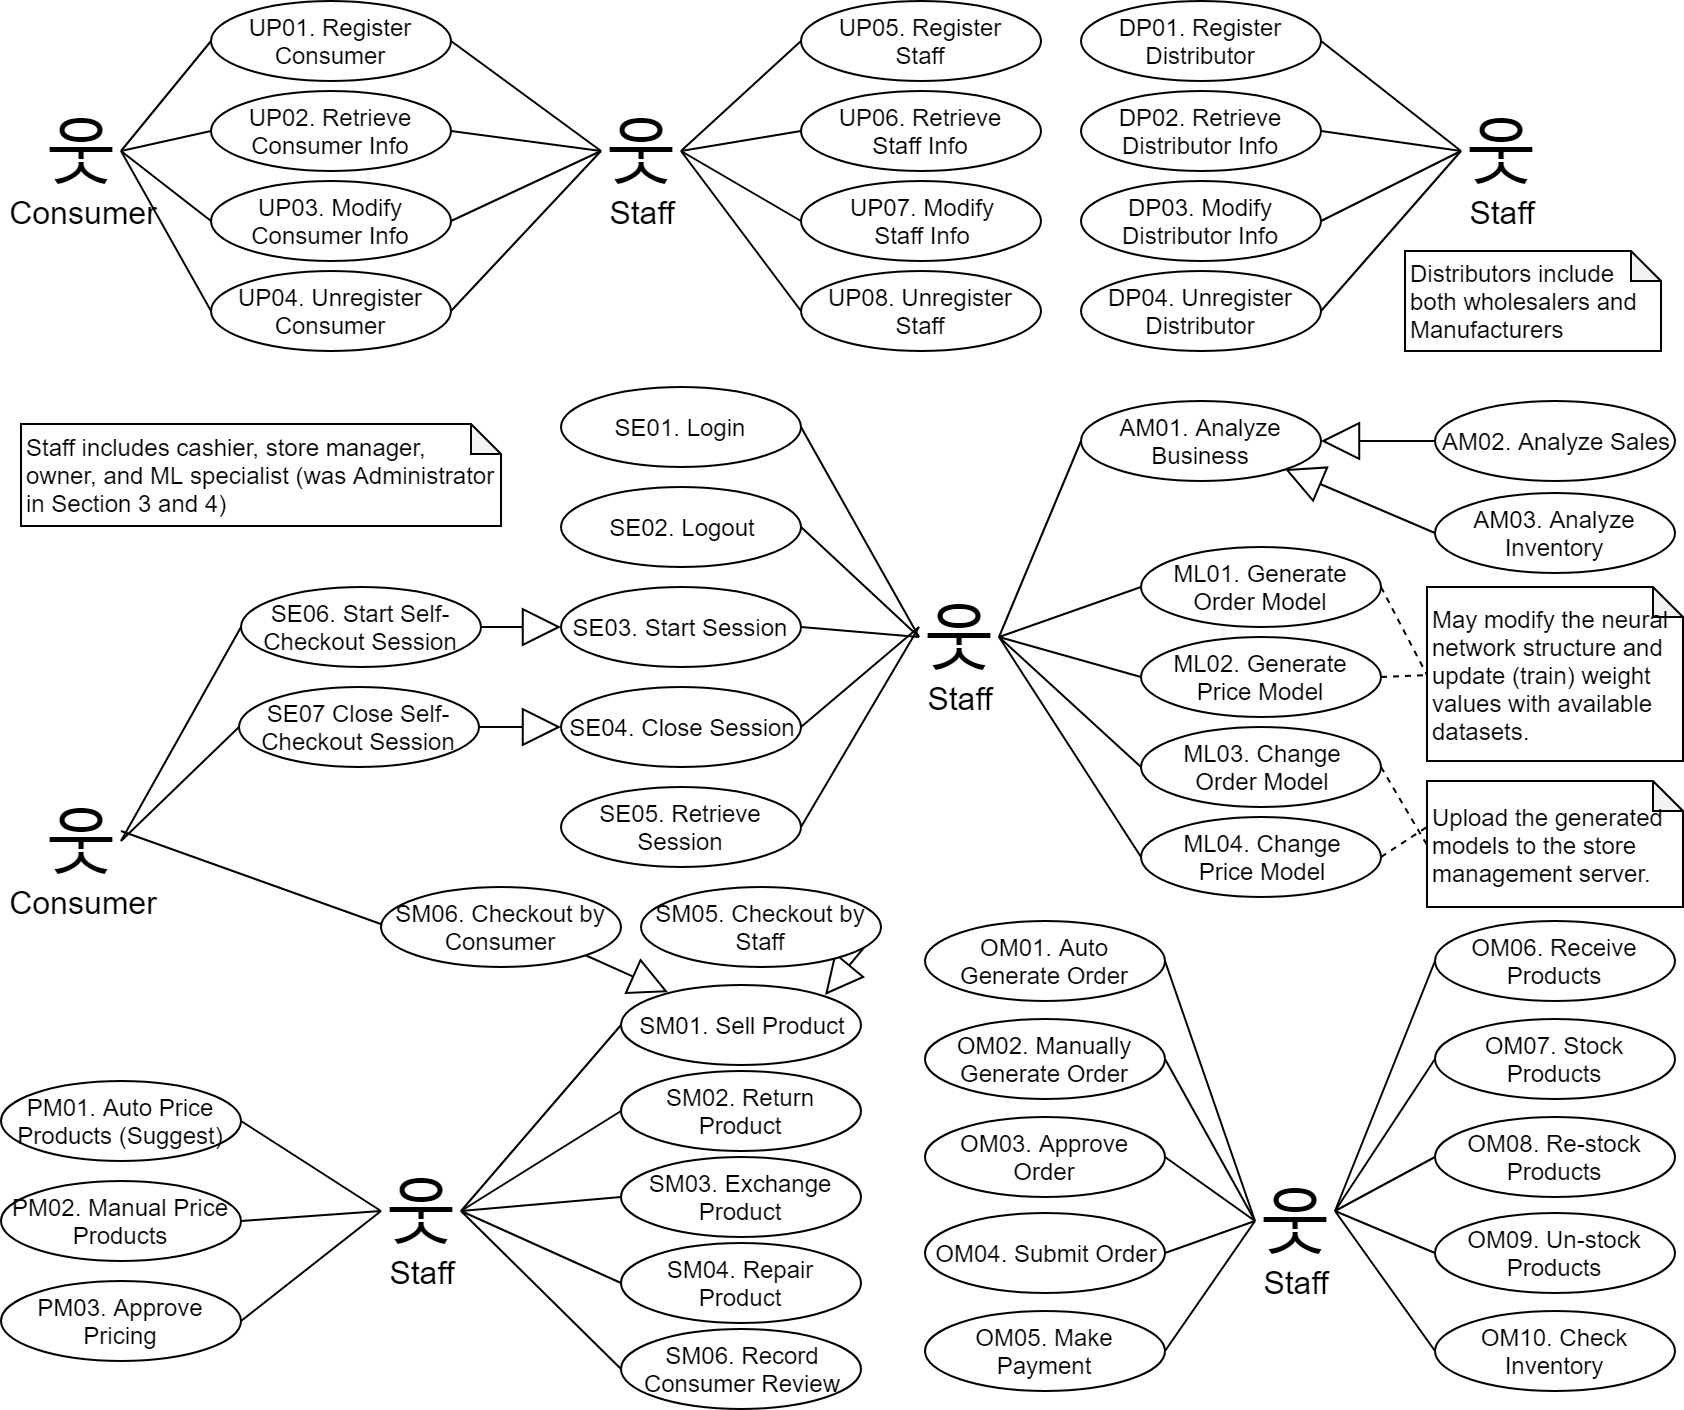 UP01. Register
Consumer
UP02. Retrieve
Consumer Info
UP03. Modify
Consumer Info
UP04. Unregister
Consumer
Consumer
Staff
UP05. Register
Staff
UP06. Retrieve
Staff Info
UP07. Modify
Staff Info
UP08. Unregister
Staff
DP01. Register
Distributor
DP02. Retrieve
Distributor Info
DP03. Modify
Distributor Info
DP04. Unregister
Distributor
Staff
Distributors include
both wholesalers and
Manufacturers
Staff includes cashier, store manager,
owner, and ML specialist (was Administrator
in Section 3 and 4)
SE01. Login
SE02. Logout
SE06. Start Self-
Checkout Session
SE03. Start Session
SE07 Close Self-
Checkout Session
SE04. Close Session
SE05. Retrieve
Session
Staff
Consumer
AM01. Analyze
Business
AM02. Analyze Sales
AM03. Analyze
Inventory
ML01. Generate
Order Model
ML02. Generate
Price Model
ML03. Change
Order Model
ML04. Change
Price Model
May modify the neural
network structure and
update (train) weight
values with available
datasets.
Upload the generated
models to the store
management server.
SM06. Checkout by
Consumer
SM05. Checkout by
Staff
SM01. Sell Product
SM02. Return
Product
SM03. Exchange
Product
SM04. Repair
Product
SM06. Record
Consumer Review
PM01. Auto Price
Products (Suggest)
PM02. Manual Price
Products
PM03. Approve
Pricing
Staff
OM01. Auto
Generate Order
OM02. Manually
Generate Order
OM03. Approve
Order
OM04. Submit Order
OM05. Make
Payment
Staff
OM06. Receive
Products
OM07. Stock
Products
OM08. Re-stock
Products
OM09. Un-stock
Products
OM10. Check
Inventory